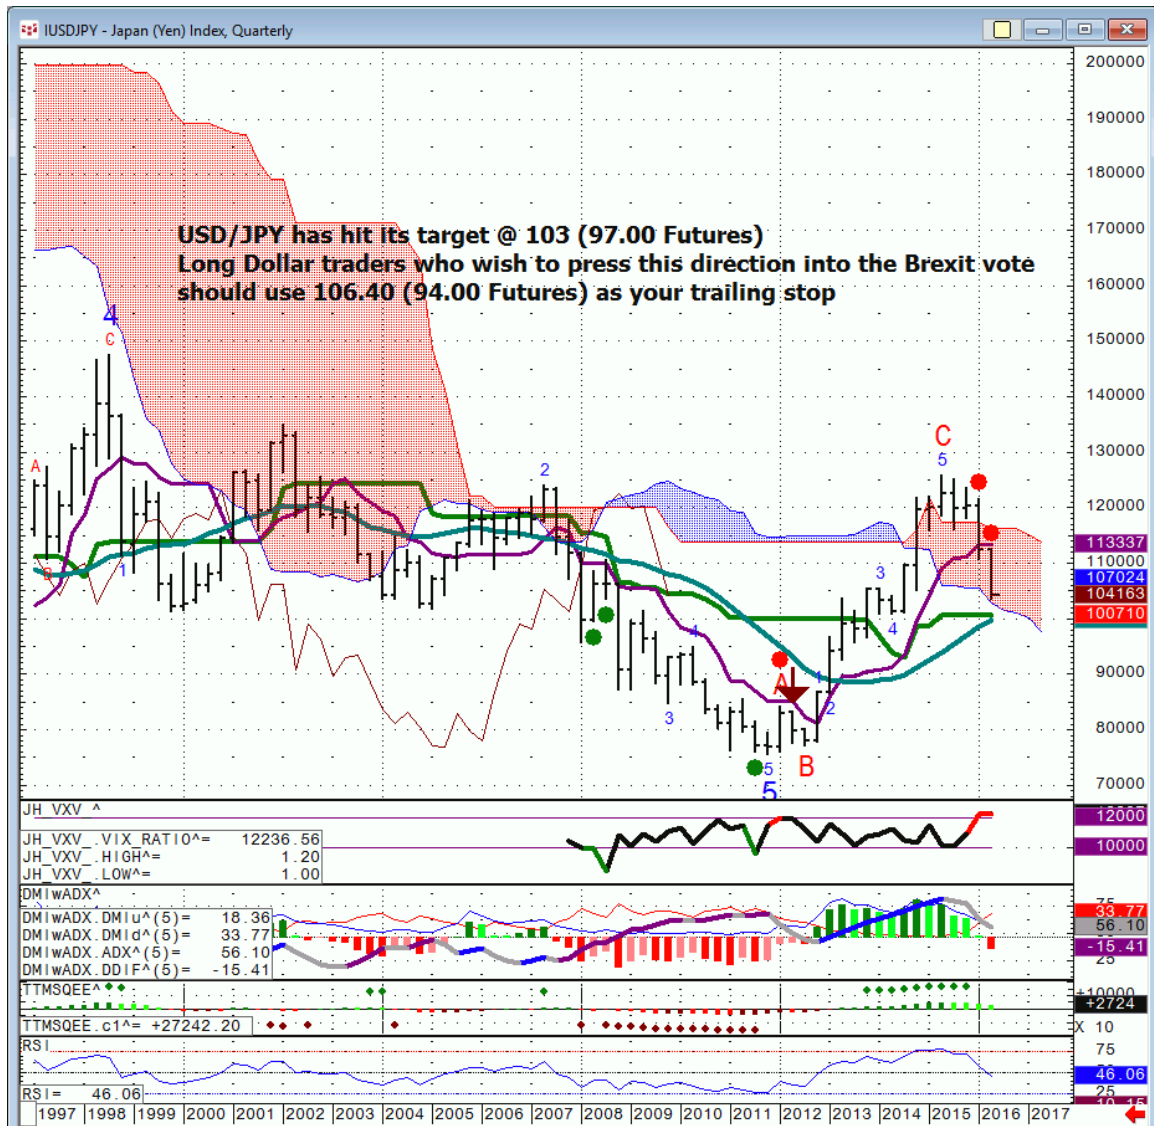 IUSDJPY - Japan (Yen) Index, Quarterly
200000
190000
180000
170000
160000
150000
140000
130000
120000
113337
110000
107024
104163
100710
90000
80000
70000
USD/JPY has hit its target @ 103 (97.00 Futures)
Long Dollar traders who wish to press this direction into the Brexit vote
should use 106.40 (94.00 Futures) as your trailing stop
4
C
A
B
1
2
3
4
5
5
A
B
1
2
3
4
5
C
JH_VXV_^
JH_VXV_.VIX_RATIO^= 12236.56
JH_VXV_.HIGH^= 1.20
JH_VXV_.LOW^= 1.00
12000
10000
DMIwADX^
DMIwADX.DMIu^(5)= 18.36
DMIwADX.DMId^(5)= 33.77
DMIwADX.ADX^(5)= 56.10
DMIwADX.DDIF^(5)= -15.41
33.77
56.10
-15.41
25
TTMSQEE^
TTMSQEE.c1^= +27242.20
+10000
+2724
X 10
RSI
RSI= 46.06
75
46.06
25
1997 1998 1999 2000 2001 2002 2003 2004 2005 2006 2007 2008 2009 2010 2011 2012 2013 2014 2015 2016 2017